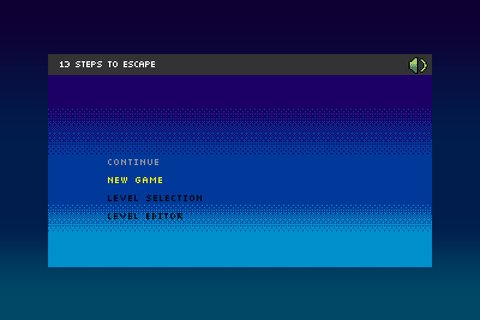 13 STEPS TO ESCAPE
CONTINUE
NEW GAME
LEVEL SELECTION
LEVEL EDITOR